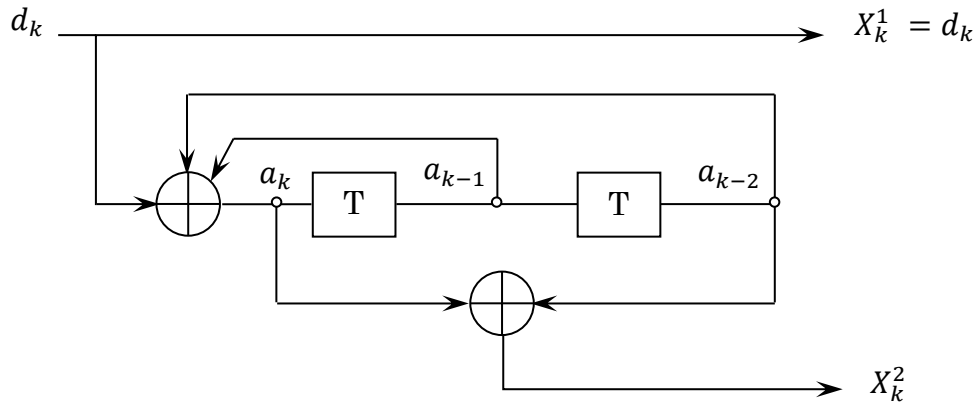 d_k
X_k^1 = d_k
a_k
T
a_{k-1}
T
a_{k-2}
X_k^2